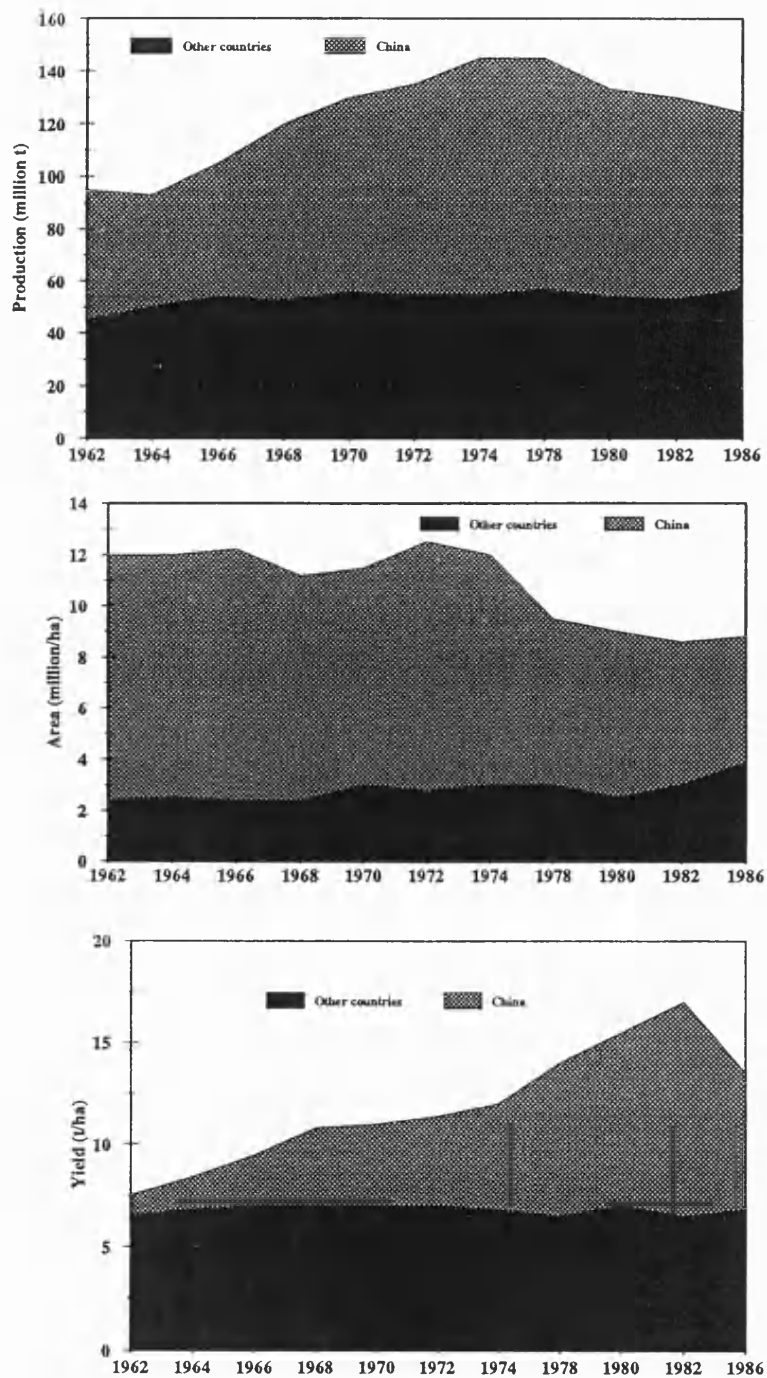 160
Other countries China
140
120
100
80
60
40
20
0
Production (million t)
1962 1964 1966 1968 1970 1972 1974 1978 1980 1982 1986
14
Other countries China
12
10
8
6
4
2
0
Area (million/ha)
1962 1964 1966 1968 1970 1972 1974 1978 1980 1982 1986
20
Other countries China
15
10
5
0
Yield (t/ha)
1962 1964 1966 1968 1970 1972 1974 1978 1980 1982 1986